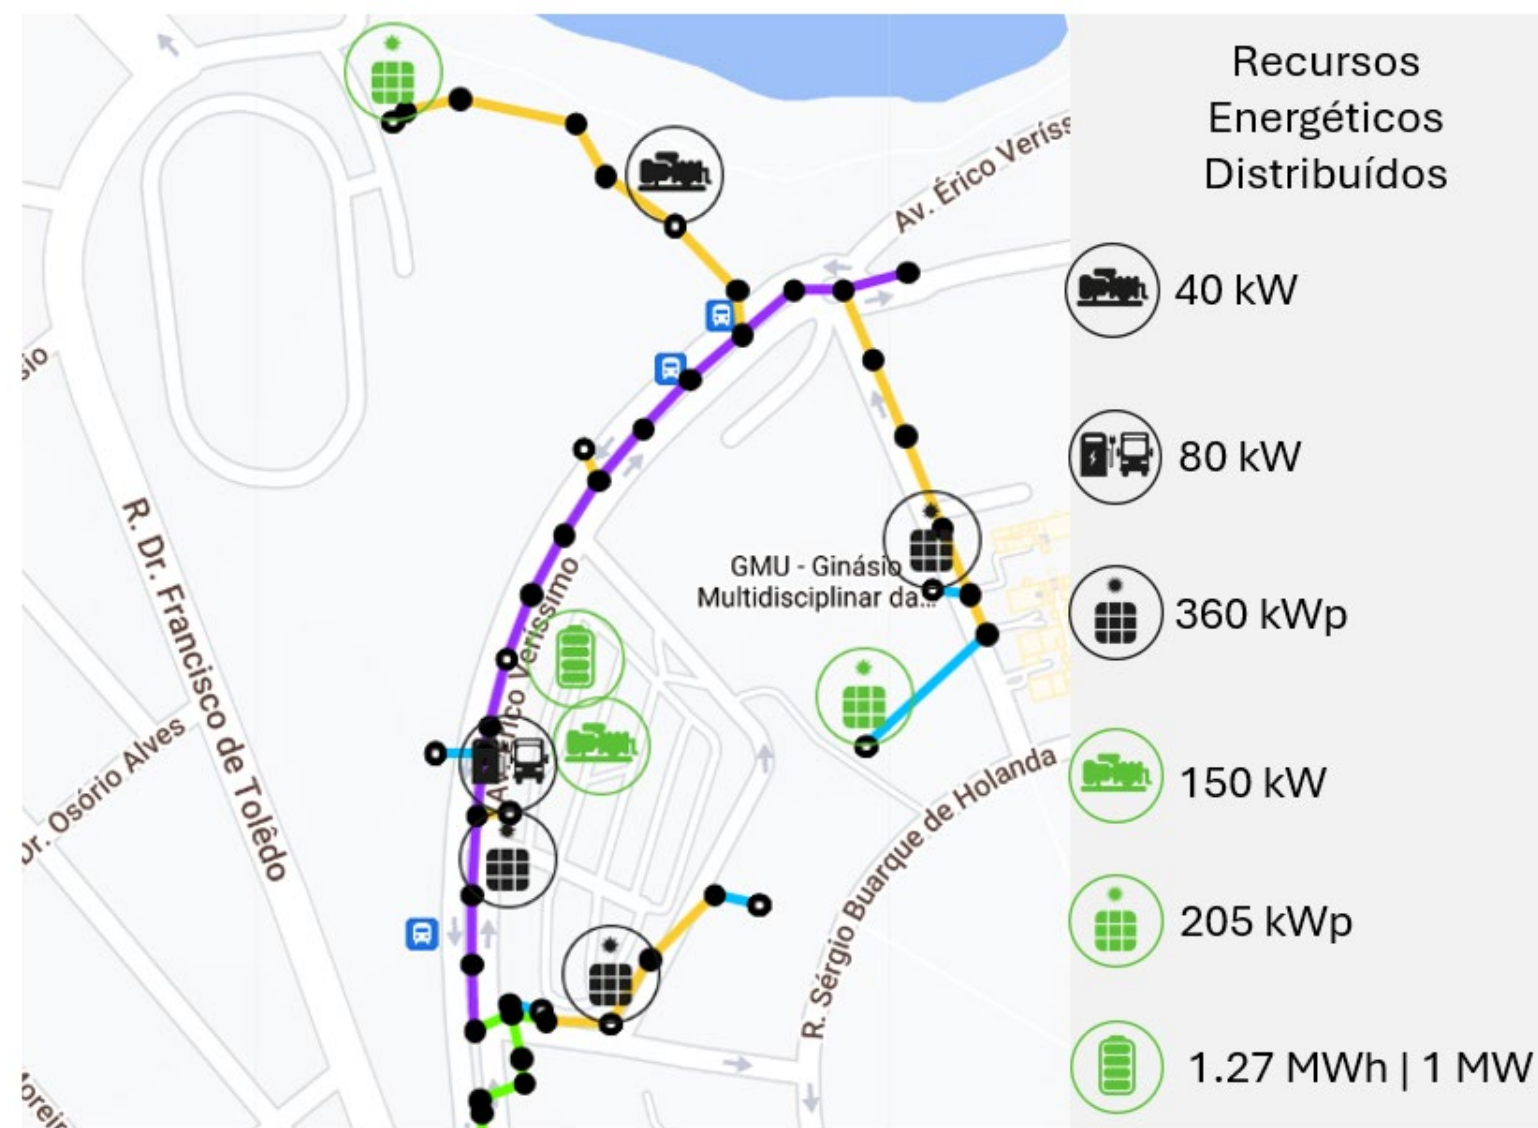 Recursos
Energéticos
Distribuídos
Av. Érico Veríss
40 kW
sio
80 kW
R. Dr. Francisco de Tolêdo
GMU - Ginásio
Multidisciplinar da...
360 kWp
Av. Érico Veríssimo
Dr. Osório Alves
150 kW
R. Sérgio Buarque de Holanda
205 kWp
1.27 MWh | 1 MW
Moreir